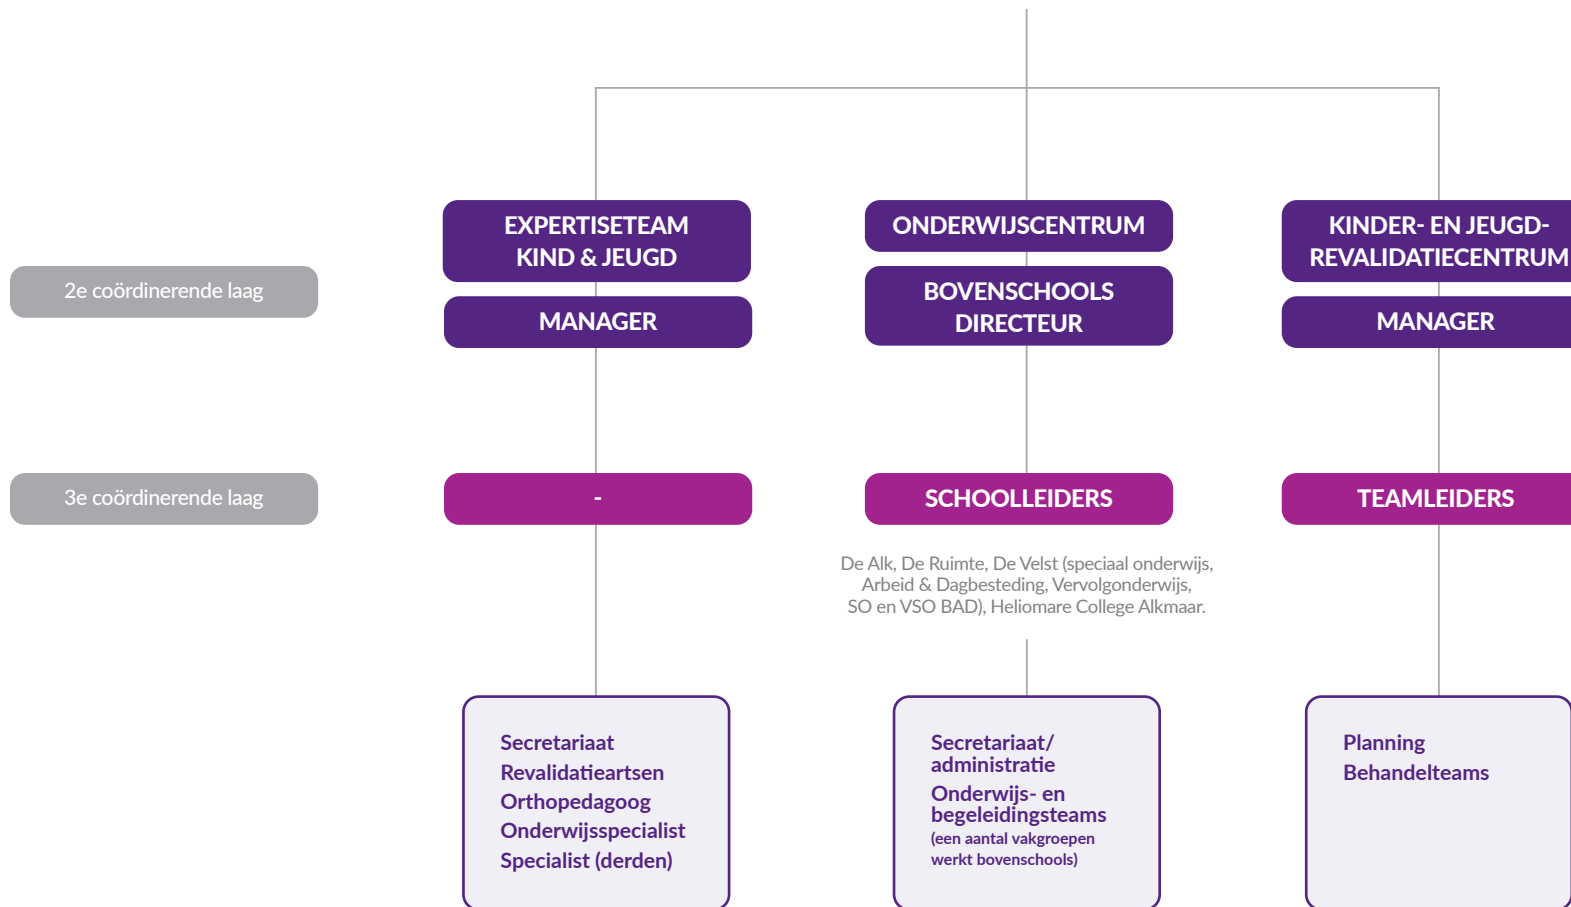 EXPERTISETEAM
KIND & JEUGD
ONDERWIJSCENTRUM
KINDER- EN JEUGD-
REVALIDATIECENTRUM
2e coördinerende laag
MANAGER
BOVENSCHOOLS
DIRECTEUR
MANAGER
3e coördinerende laag
-
SCHOOLLEIDERS
TEAMLEIDERS
De Alk, De Ruimte, De Velst (speciaal onderwijs,
Arbeid & Dagbesteding, Vervolgonderwijs,
SO en VSO BAD), Heliomare College Alkmaar.
Secretariaat
Revalidatieartsen
Orthopedagoog
Onderwijsspecialist
Specialist (derden)
Secretariaat/
administratie
Onderwijs- en
begeleidingsteams
(een aantal vakgroepen
werkt bovenschools)
Planning
Behandelteams